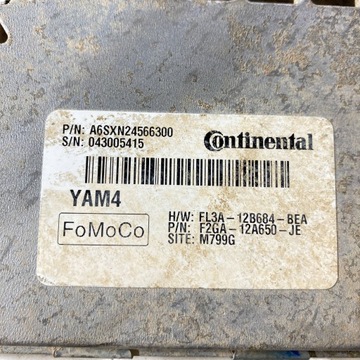 P/N: A6SXN24566300
S/N: 043005415
Continental
YAM4
FoMoCo
H/W: FL3A-12B684-BEA
P/N: F2GA-12A650-JE
SITE: M799G